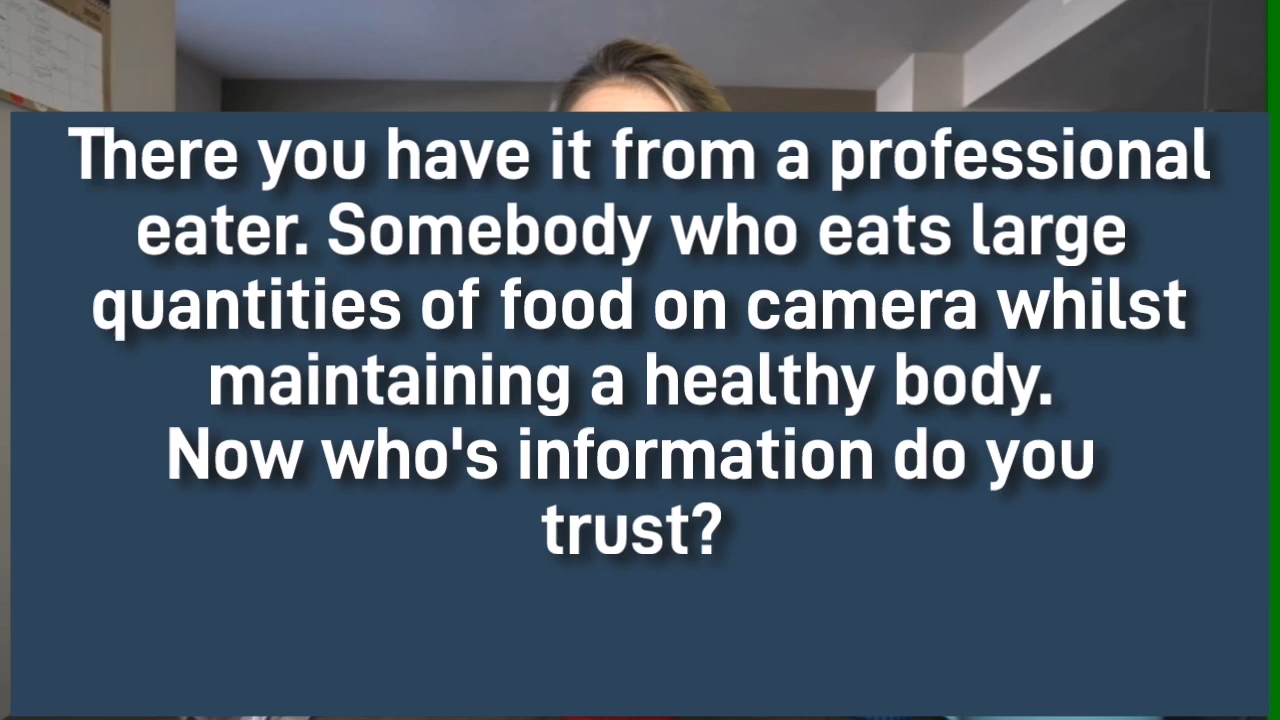 There you have it from a professional
eater. Somebody who eats large
quantities of food on camera whilst
maintaining a healthy body.
Now who's information do you
trust?